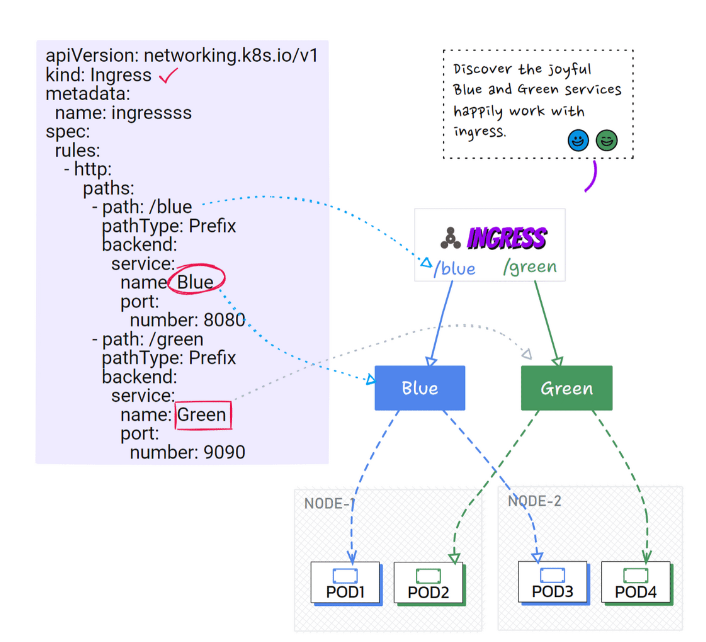 apiVersion: networking.k8s.io/v1
kind: Ingress
metadata:
name: ingressss
spec:
rules:
- http:
paths:
- path: /blue
pathType: Prefix
backend:
service:
name: Blue
port:
number: 8080
- path: /green
pathType: Prefix
backend:
service:
name: Green
port:
number: 9090
Discover the joyful
Blue and Green services
happily work with
ingress.
INGRESS
/blue
/green
Blue
Green
NODE-1
NODE-2
POD1
POD2
POD3
POD4